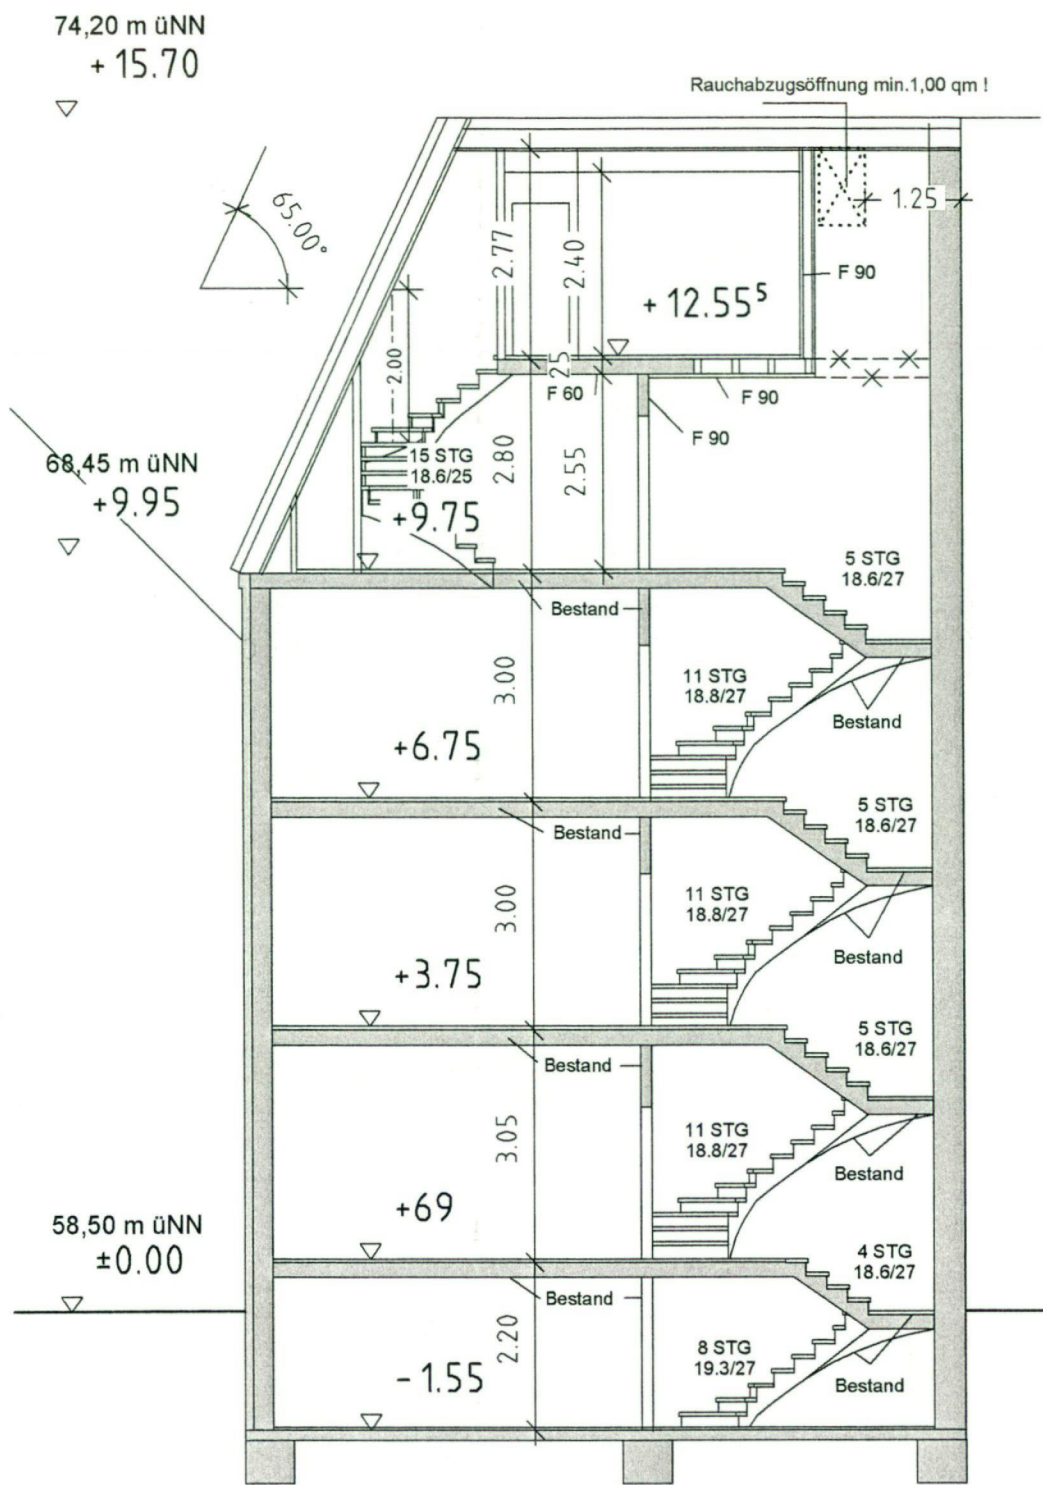 74,20 m üNN
+ 15.70
Rauchabzugsöffnung min.1,00 qm !
65.00°
1.25
2.77
2.40
F 90
+ 12.55⁵
2.00
25
F 60
F 90
F 90
15 STG
18.6/25
2.80
2.55
68,45 m üNN
+9.95
+9.75
5 STG
18.6/27
Bestand
3.00
11 STG
18.8/27
Bestand
+6.75
5 STG
18.6/27
Bestand
3.00
11 STG
18.8/27
Bestand
+3.75
5 STG
18.6/27
Bestand
3.05
11 STG
18.8/27
Bestand
+69
58,50 m üNN
±0.00
4 STG
18.6/27
Bestand
2.20
8 STG
19.3/27
Bestand
- 1.55